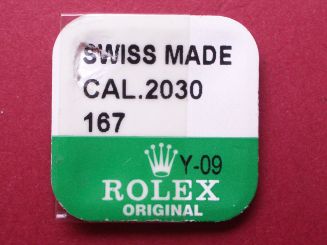 SWISS MADE
CAL.2030
167
Y-09
ROLEX
ORIGINAL